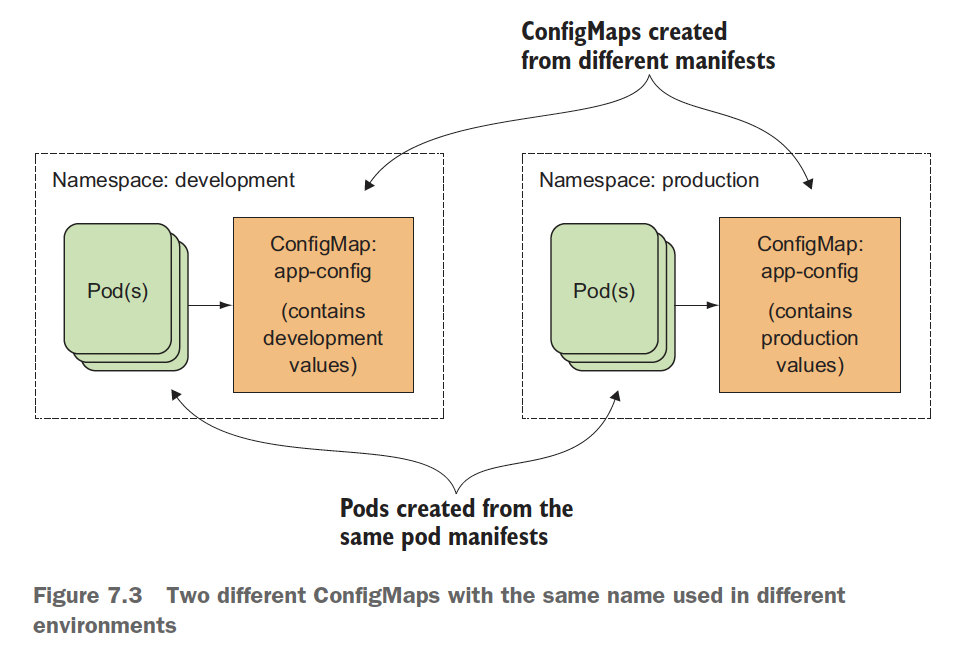 ConfigMaps created
from different manifests
Namespace: development
Pod(s)
ConfigMap:
app-config
(contains
development
values)
Namespace: production
Pod(s)
ConfigMap:
app-config
(contains
production
values)
Pods created from the
same pod manifests
Figure 7.3 Two different ConfigMaps with the same name used in different
environments